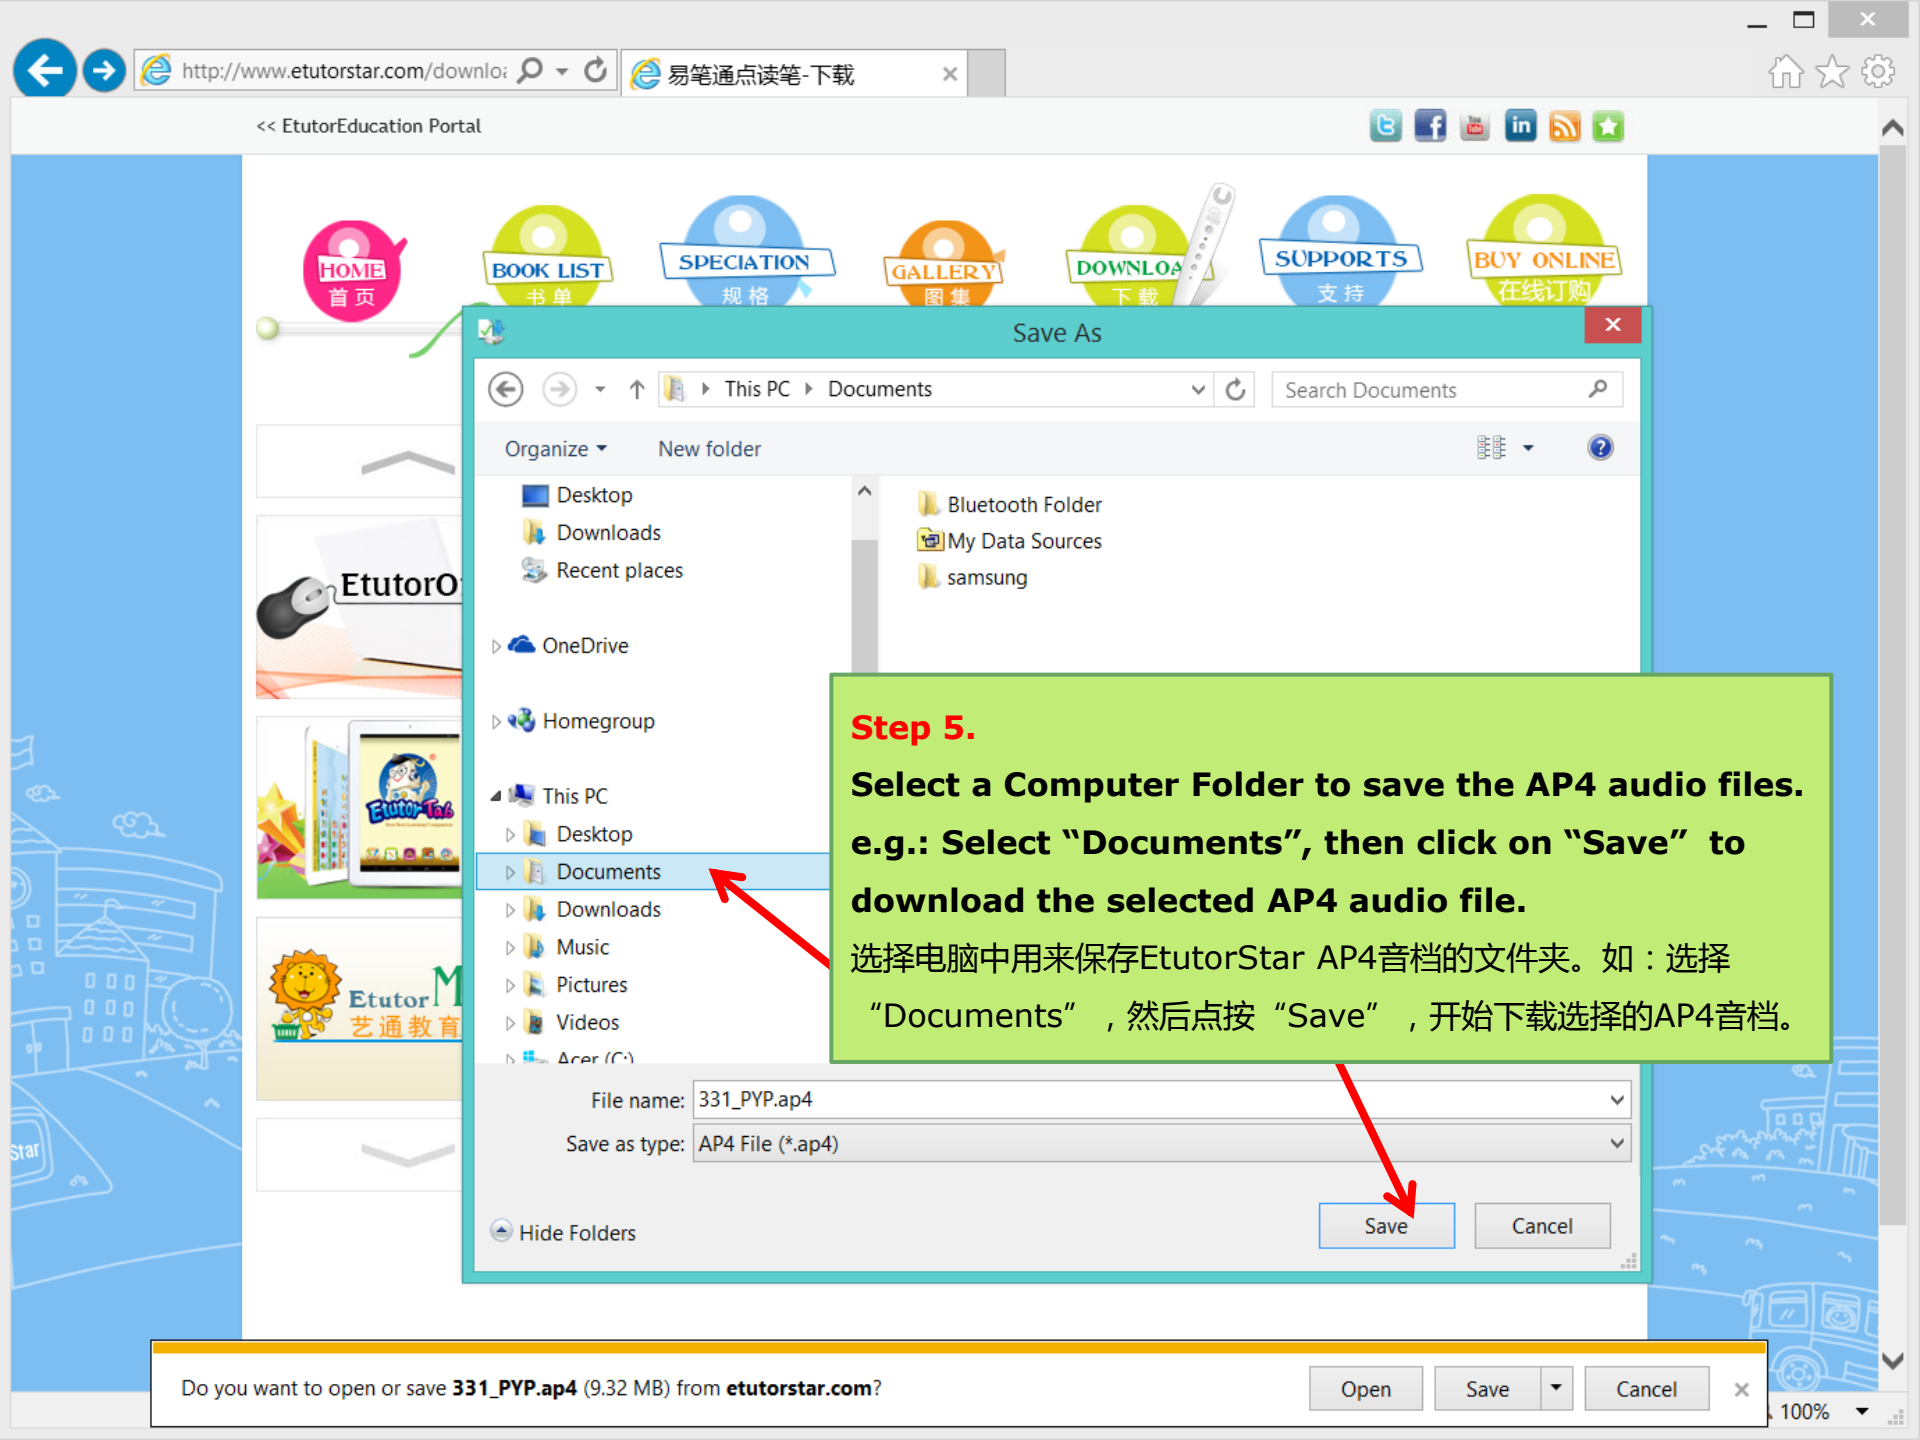 http://www.etutorstar.com/downlo
易笔通点读笔-下载
<< EtutorEducation Portal
HOME
首页
BOOK LIST
书单
SPECIATION
规格
GALLERY
图集
DOWNLOA
下载
SUPPORTS
支持
BUY ONLINE
在线订购
Save As
This PC
Documents
Search Documents
Organize
New folder
Desktop
Downloads
Recent places
OneDrive
Homegroup
This PC
Desktop
Documents
Downloads
Music
Pictures
Videos
Acer (C:)
Bluetooth Folder
My Data Sources
samsung
EtutorO
Etutor Tab
Etutor M
艺通教育
Star
Step 5.
Select a Computer Folder to save the AP4 audio files.
e.g.: Select “Documents”, then click on “Save” to
download the selected AP4 audio file.
选择电脑中用来保存EtutorStar AP4音档的文件夹。如：选择
“Documents”，然后点按“Save”，开始下载选择的AP4音档。
File name: 331_PYP.ap4
Save as type: AP4 File (*.ap4)
Hide Folders
Save
Cancel
Do you want to open or save 331_PYP.ap4 (9.32 MB) from etutorstar.com?
Open
Save
Cancel
100%